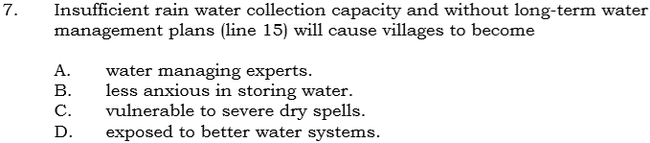 7. Insufficient rain water collection capacity and without long-term water
management plans (line 15) will cause villages to become
A. water managing experts.
B. less anxious in storing water.
C. vulnerable to severe dry spells.
D. exposed to better water systems.